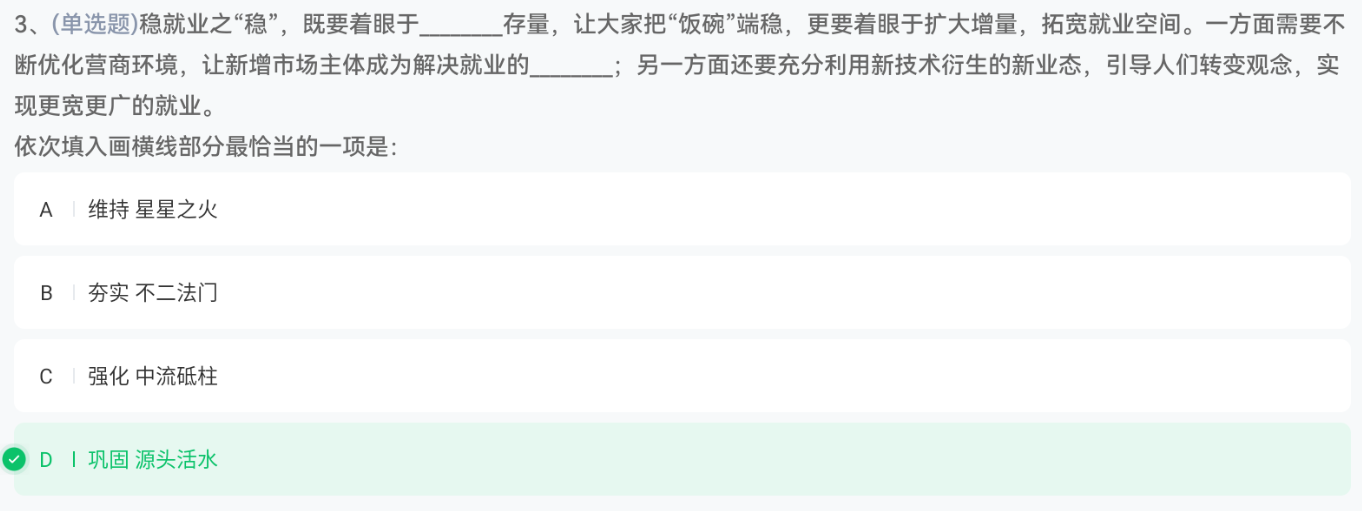 3、(单选题)稳就业之“稳”，既要着眼于________存量，让大家把“饭碗”端稳，更要着眼于扩大增量，拓宽就业空间。一方面需要不
断优化营商环境，让新增市场主体成为解决就业的________；另一方面还要充分利用新技术衍生的新业态，引导人们转变观念，实
现更宽更广的就业。
依次填入画横线部分最恰当的一项是：
A | 维持 星星之火
B | 夯实 不二法门
C | 强化 中流砥柱
D | 巩固 源头活水